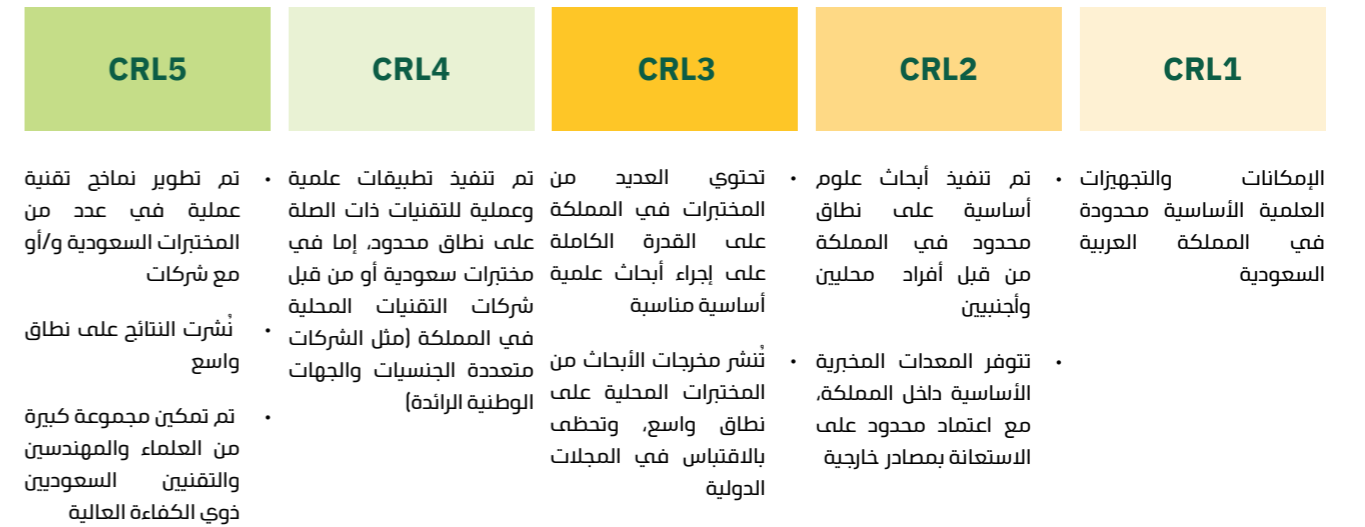 CRL1
الإمكانات والتجهيزات
العلمية الأساسية محدودة
في المملكة العربية
السعودية
CRL2
• تم تنفيذ أبحاث علوم
أساسية على نطاق
محدود في المملكة
من قبل أفراد محليين
وأجنبيين
• تتوفر المعدات المخبرية
الأساسية داخل المملكة،
مع اعتماد محدود على
الاستعانة بمصادر خارجية
CRL3
• تحتوي العديد من
المختبرات في المملكة
على القدرة الكاملة
على إجراء أبحاث علمية
أساسية مناسبة
• تُنشر مخرجات الأبحاث من
المختبرات المحلية على
نطاق واسع، وتحظى
بالاقتباس في المجلات
الدولية
CRL4
تم تنفيذ تطبيقات علمية
وعملية للتقنيات ذات الصلة
على نطاق محدود، إما في
مختبرات سعودية أو من قبل
شركات التقنيات المحلية
في المملكة (مثل الشركات
متعددة الجنسيات والجهات
الوطنية الرائدة)
CRL5
• تم تطوير نماذج تقنية
عملية في عدد من
المختبرات السعودية و/أو
مع شركات
• نُشرت النتائج على نطاق
واسع
• تم تمكين مجموعة كبيرة
من العلماء والمهندسين
والتقنيين السعوديين
ذوي الكفاءة العالية